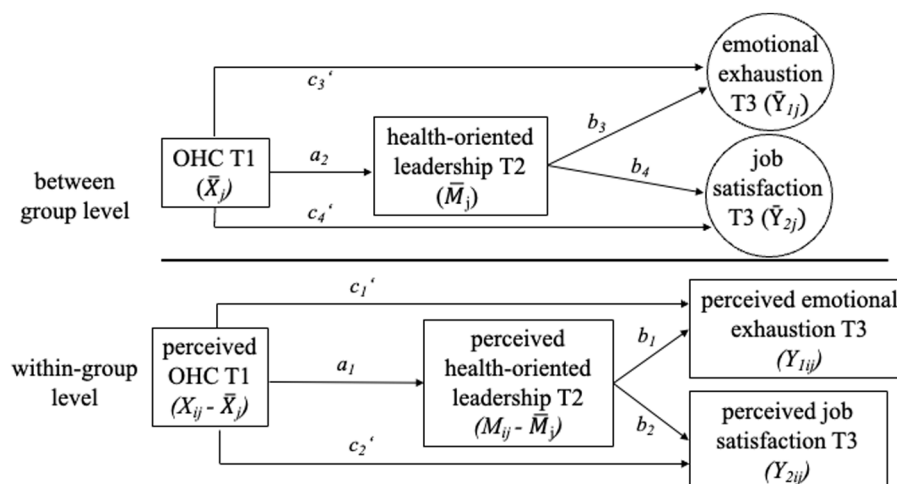 emotional
exhaustion
T3 (Ȳ1j)
c3‘
b3
health-oriented
leadership T2
(M̄j)
OHC T1
(X̄j)
a2
b4
job
satisfaction
T3 (Ȳ2j)
between
group level
c4‘
c1‘
perceived emotional
exhaustion T3
(Y1ij)
perceived
OHC T1
(Xij - X̄j)
perceived
health-oriented
leadership T2
(Mij - M̄j)
b1
within-group
level
a1
b2
perceived job
satisfaction T3
(Y2ij)
c2‘